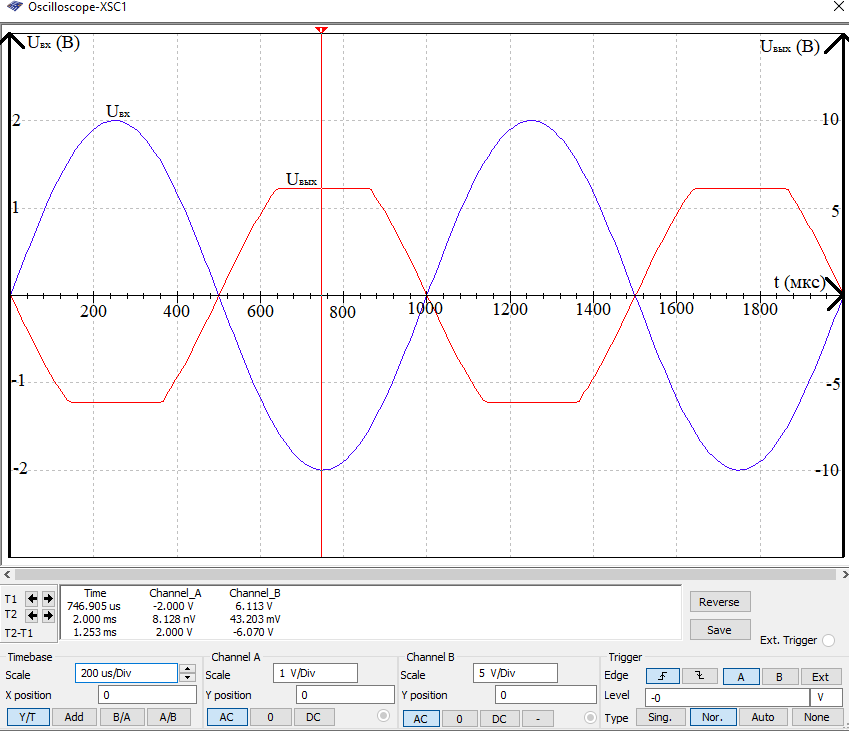 Oscilloscope-XSC1
Uвх (В)
Uвых (В)
Uвх
2
10
Uвых
1
5
t (мкс)
200 400 600 800 1000 1200 1400 1600 1800
-1
-5
-2
-10
Time Channel_A Channel_B
T1 746.905 us -2.000 V 6.113 V
T2 2.000 ms 8.128 nV 43.203 mV
T2-T1 1.253 ms 2.000 V -6.070 V
Reverse
Save
Ext. Trigger
Timebase
Scale 200 us/Div
X position 0
Y/T Add B/A A/B
Channel A
Scale 1 V/Div
Y position 0
AC 0 DC
Channel B
Scale 5 V/Div
Y position 0
AC 0 DC -
Trigger
Edge A B Ext
Level -0 V
Type Sing. Nor. Auto None